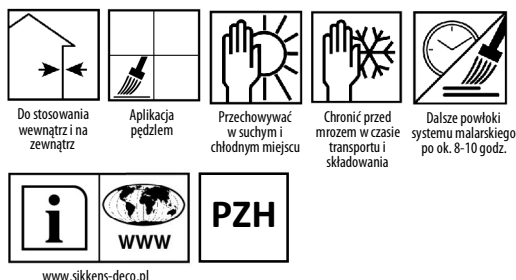 Do stosowania
wewnątrz i na
zewnątrz
Aplikacja
pędzlem
Przechowywać
w suchym i
chłodnym miejscu
Chronić przed
mrozem w czasie
transportu i
składowania
Dalsze powłoki
systemu malarskiego
po ok. 8-10 godz.
i
WWW
PZH
www.sikkens-deco.pl